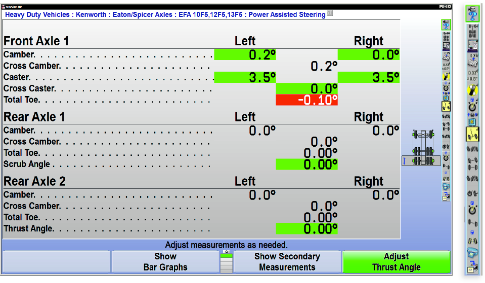 Heavy Duty Vehicles : Kenworth : Eaton/Spicer Axles : EFA 10F5,12F5,13F5 : Power Assisted Steering
Front Axle 1 Left Right
Camber. 0.2° 0.0°
Cross Camber. 0.2°
Caster. 3.5° 3.5°
Cross Caster. 0.0°
Total Toe. -0.10°
Rear Axle 1 Left Right
Camber. 0.0° 0.0°
Cross Camber. 0.0°
Total Toe. 0.00°
Scrub Angle 0.00°
Rear Axle 2 Left Right
Camber. 0.0° 0.0°
Cross Camber. 0.0°
Total Toe. 0.00°
Thrust Angle. 0.00°
Adjust measurements as needed.
Show Bar Graphs
Show Secondary Measurements
Adjust Thrust Angle